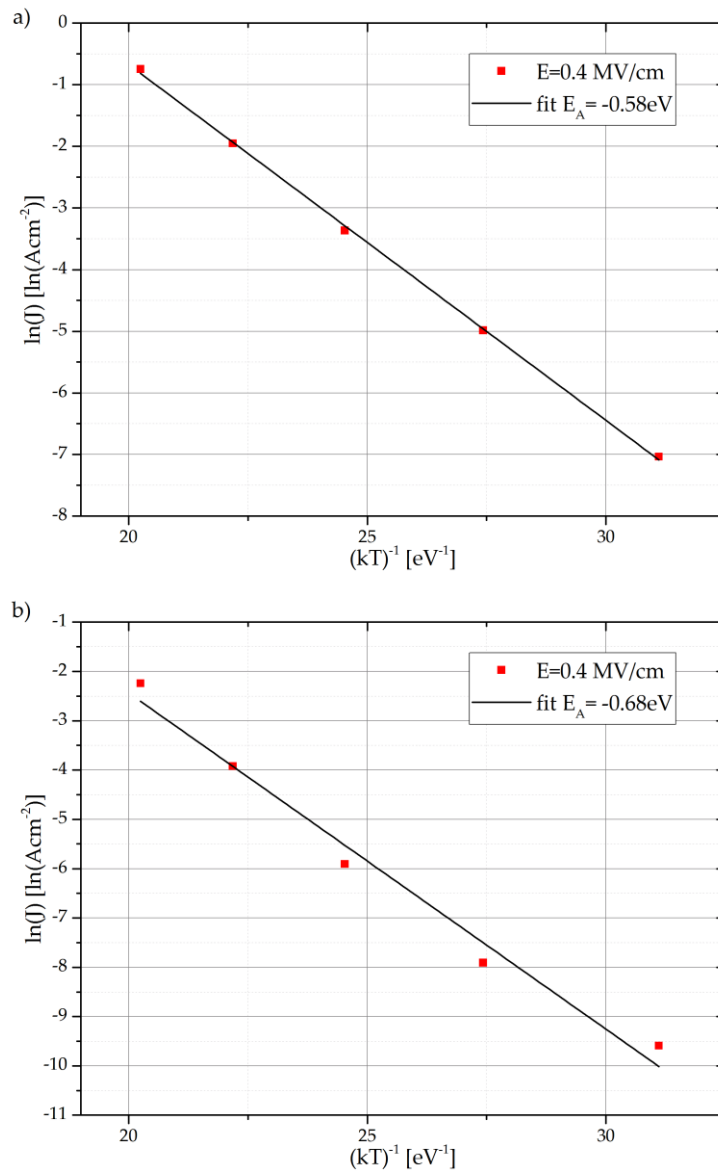 a)
0
-1
-2
-3
-4
-5
-6
-7
-8
ln(J) [ln(Acm⁻²)]
E=0.4 MV/cm
fit E_A= -0.58eV
20
25
30
(kT)⁻¹ [eV⁻¹]
b)
-1
-2
-3
-4
-5
-6
-7
-8
-9
-10
-11
ln(J) [ln(Acm⁻²)]
E=0.4 MV/cm
fit E_A= -0.68eV
20
25
30
(kT)⁻¹ [eV⁻¹]